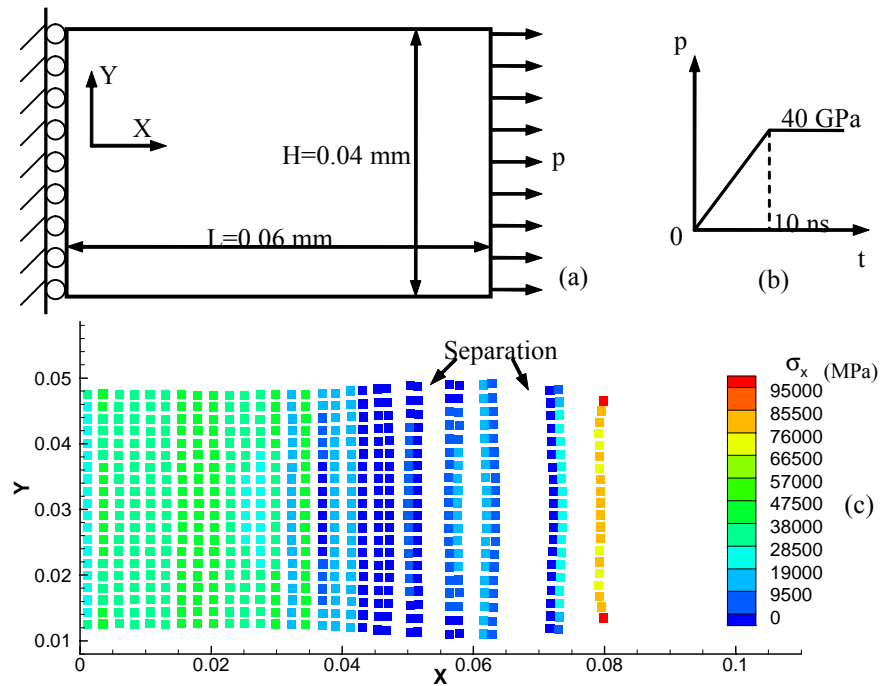 Y
X
H=0.04 mm
L=0.06 mm
p
(a)
p
40 GPa
0
10 ns
t
(b)
Separation
σx (MPa)
95000
85500
76000
66500
57000
47500
38000
28500
19000
9500
0
(c)
Y
0.05
0.04
0.03
0.02
0.01
0
0.02
0.04
0.06
0.08
0.1
X